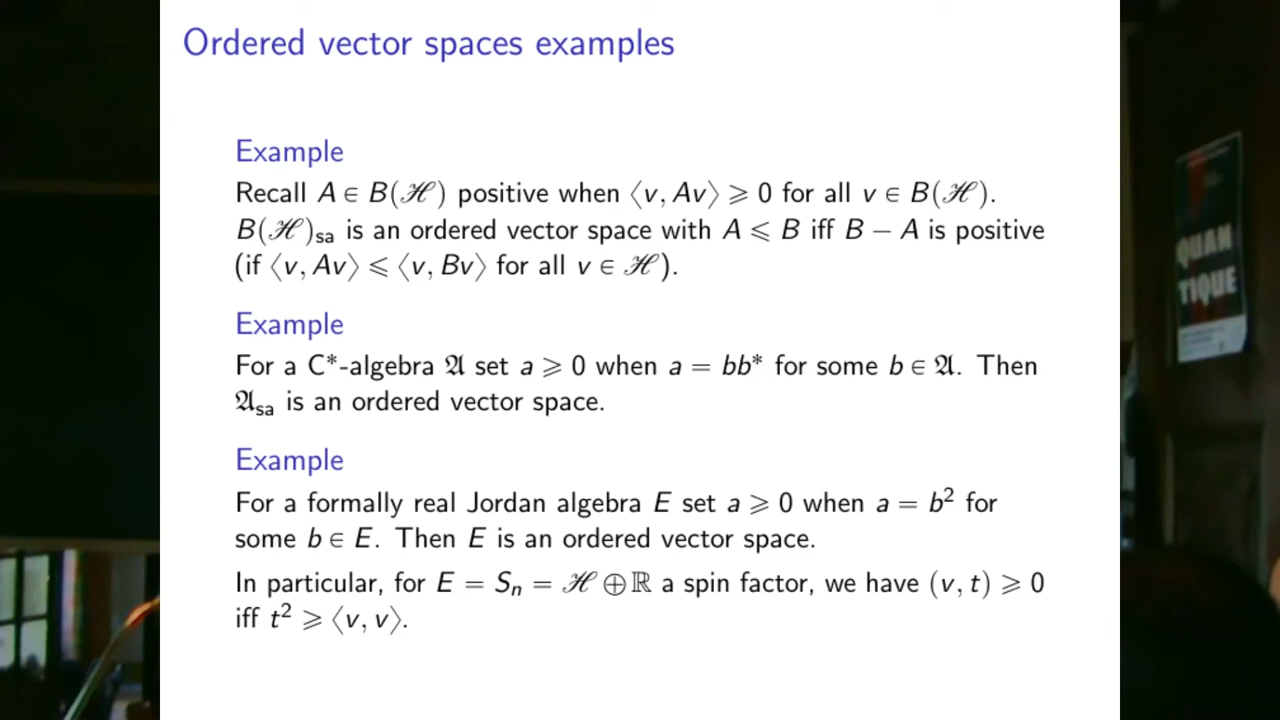 Ordered vector spaces examples
Example
Recall A ∈ B(ℋ) positive when ⟨v, Av⟩ ⩾ 0 for all v ∈ B(ℋ).
B(ℋ)sa is an ordered vector space with A ⩽ B iff B − A is positive
(if ⟨v, Av⟩ ⩽ ⟨v, Bv⟩ for all v ∈ ℋ).
Example
For a C*-algebra 𝔄 set a ⩾ 0 when a = bb* for some b ∈ 𝔄. Then
𝔄sa is an ordered vector space.
Example
For a formally real Jordan algebra E set a ⩾ 0 when a = b² for
some b ∈ E. Then E is an ordered vector space.
In particular, for E = Sₙ = ℋ ⊕ ℝ a spin factor, we have (v, t) ⩾ 0
iff t² ⩾ ⟨v, v⟩.
QUAN
TIQUE